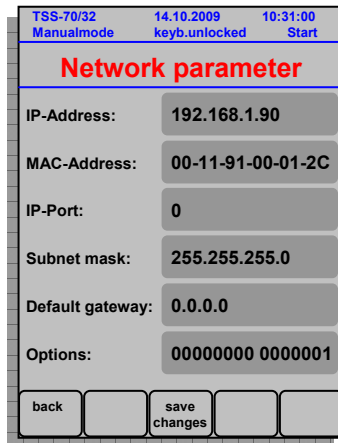 TSS-70/32 14.10.2009 10:31:00
Manualmode keyb.unlocked Start
Network parameter
IP-Address: 192.168.1.90
MAC-Address: 00-11-91-00-01-2C
IP-Port: 0
Subnet mask: 255.255.255.0
Default gateway: 0.0.0.0
Options: 00000000 0000001
back save
changes